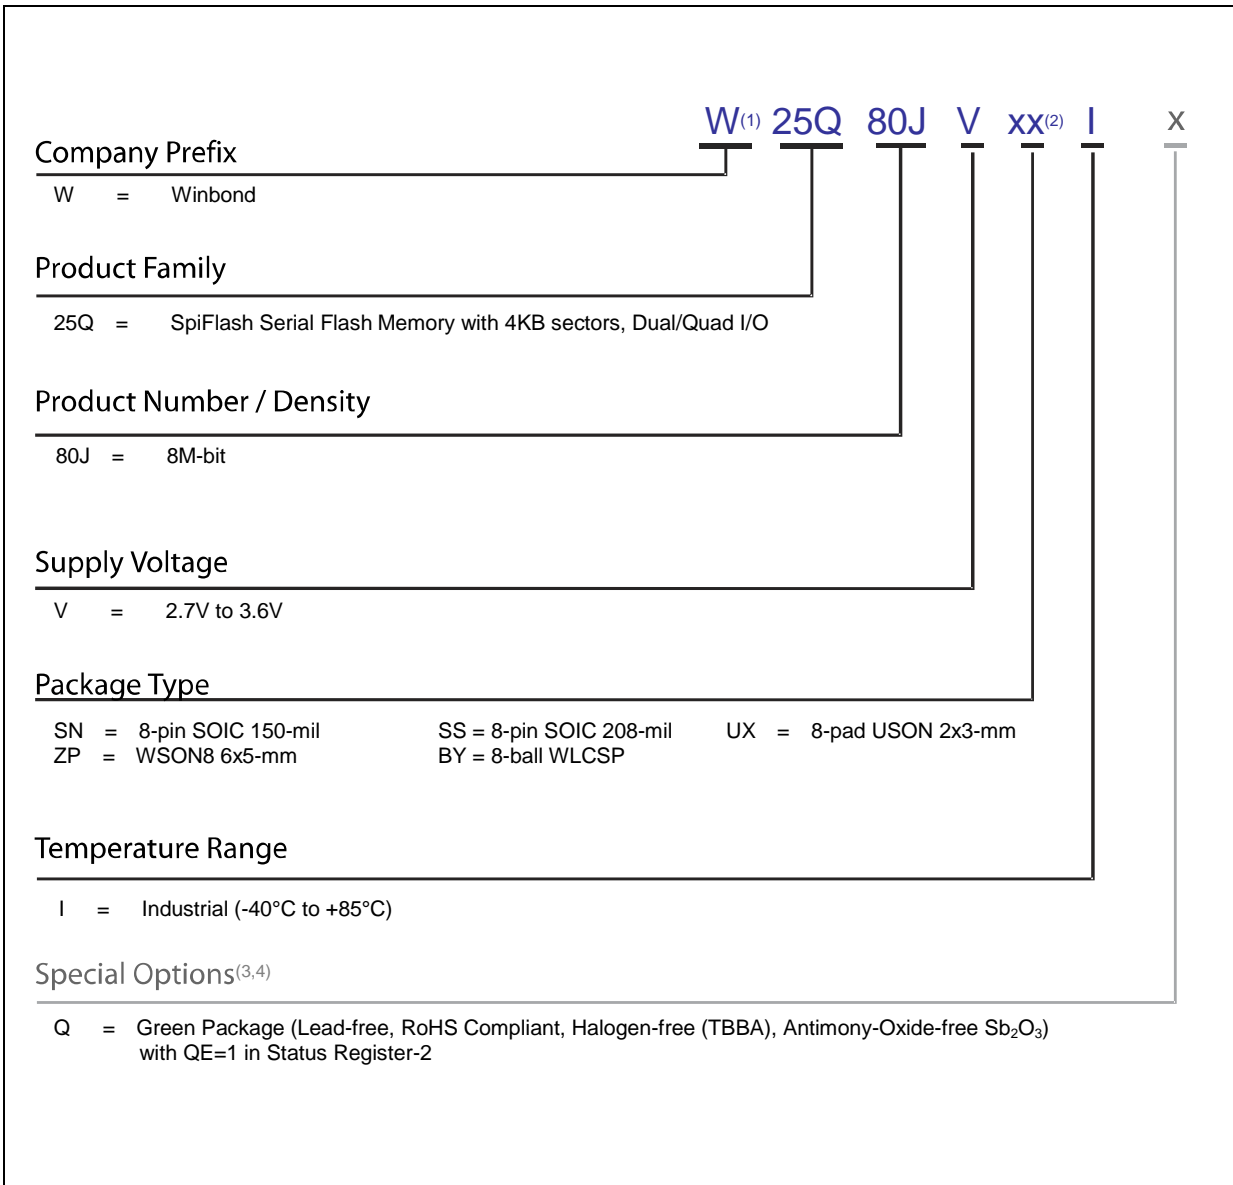 W(1) 25Q 80J V xx(2) I x
Company Prefix
W = Winbond
Product Family
25Q = SpiFlash Serial Flash Memory with 4KB sectors, Dual/Quad I/O
Product Number / Density
80J = 8M-bit
Supply Voltage
V = 2.7V to 3.6V
Package Type
SN = 8-pin SOIC 150-mil SS = 8-pin SOIC 208-mil UX = 8-pad USON 2x3-mm
ZP = WSON8 6x5-mm BY = 8-ball WLCSP
Temperature Range
I = Industrial (-40°C to +85°C)
Special Options(3,4)
Q = Green Package (Lead-free, RoHS Compliant, Halogen-free (TBBA), Antimony-Oxide-free Sb₂O₃)
with QE=1 in Status Register-2